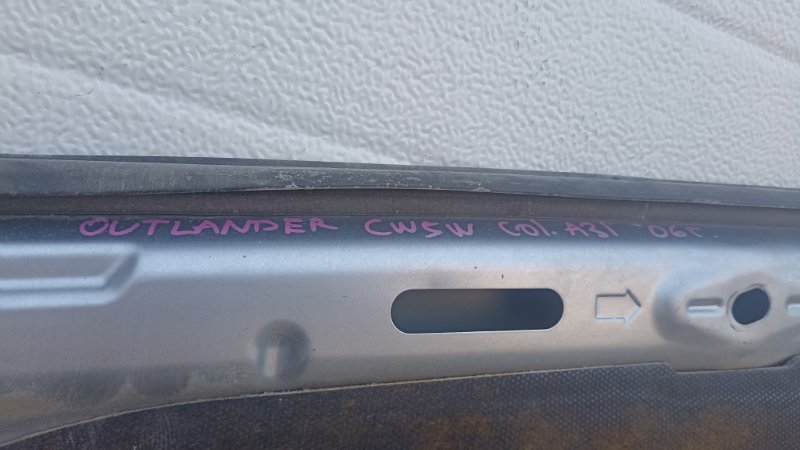 OUTLANDER CW5W COl. A31 06г.